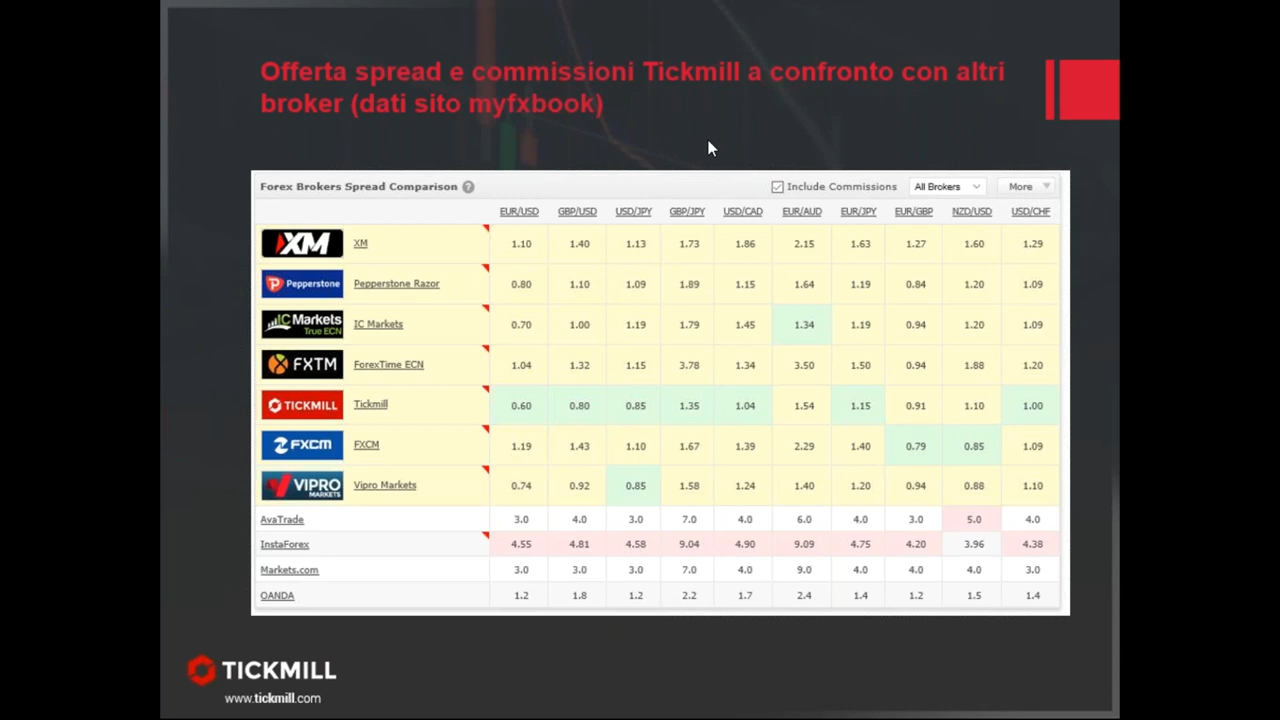 Offerta spread e commissioni Tickmill a confronto con altri
broker (dati sito myfxbook)
Forex Brokers Spread Comparison ? Include Commissions All Brokers More
EUR/USD GBP/USD USD/JPY GBP/JPY USD/CAD EUR/AUD EUR/JPY EUR/GBP NZD/USD USD/CHF
XM XM 1.10 1.40 1.13 1.73 1.86 2.15 1.63 1.27 1.60 1.29
Pepperstone Pepperstone Razor 0.80 1.10 1.09 1.89 1.15 1.64 1.19 0.84 1.20 1.09
IC Markets True ECN IC Markets 0.70 1.00 1.19 1.79 1.45 1.34 1.19 0.94 1.20 1.09
FXTM ForexTime ECN 1.04 1.32 1.15 3.78 1.34 3.50 1.50 0.94 1.88 1.20
TICKMILL Tickmill 0.60 0.80 0.85 1.35 1.04 1.54 1.15 0.91 1.10 1.00
FXCM FXCM 1.19 1.43 1.10 1.67 1.39 2.29 1.40 0.79 0.85 1.09
VIPRO MARKETS Vipro Markets 0.74 0.92 0.85 1.58 1.24 1.40 1.20 0.94 0.88 1.10
AvaTrade 3.0 4.0 3.0 7.0 4.0 6.0 4.0 3.0 5.0 4.0
InstaForex 4.55 4.81 4.58 9.04 4.90 9.09 4.75 4.20 3.96 4.38
Markets.com 3.0 3.0 3.0 7.0 4.0 9.0 4.0 4.0 4.0 3.0
OANDA 1.2 1.8 1.2 2.2 1.7 2.4 1.4 1.2 1.5 1.4
TICKMILL
www.tickmill.com